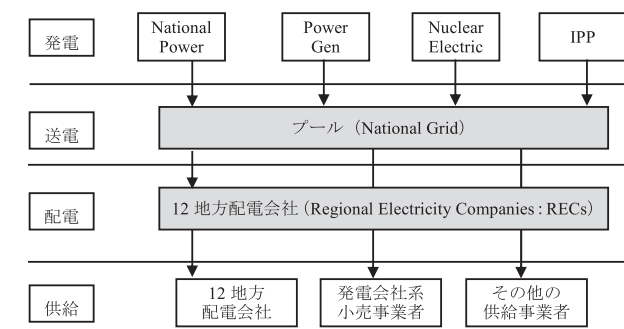 発電
National
Power
Power
Gen
Nuclear
Electric
IPP
送電
プール（National Grid）
配電
12 地方配電会社（Regional Electricity Companies : RECs）
供給
12 地方
配電会社
発電会社系
小売事業者
その他の
供給事業者